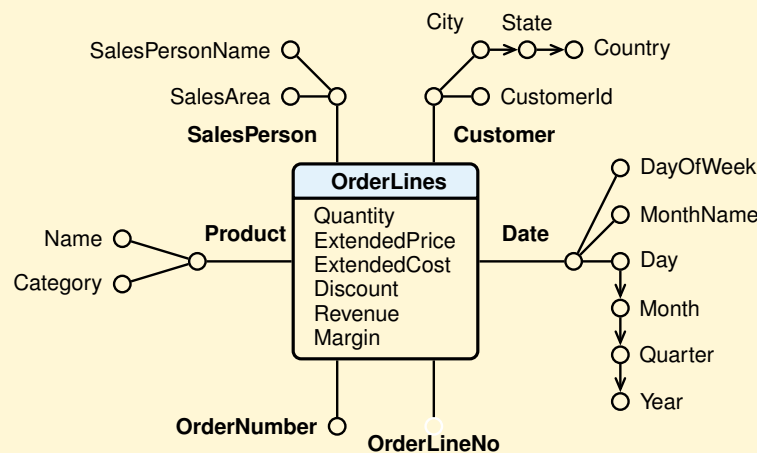 City
State
SalesPersonName
Country
SalesArea
CustomerId
SalesPerson
Customer
OrderLines
DayOfWeek
Quantity
MonthName
Name
Product
ExtendedPrice
Date
Day
ExtendedCost
Category
Discount
Revenue
Month
Margin
Quarter
Year
OrderNumber
OrderLineNo